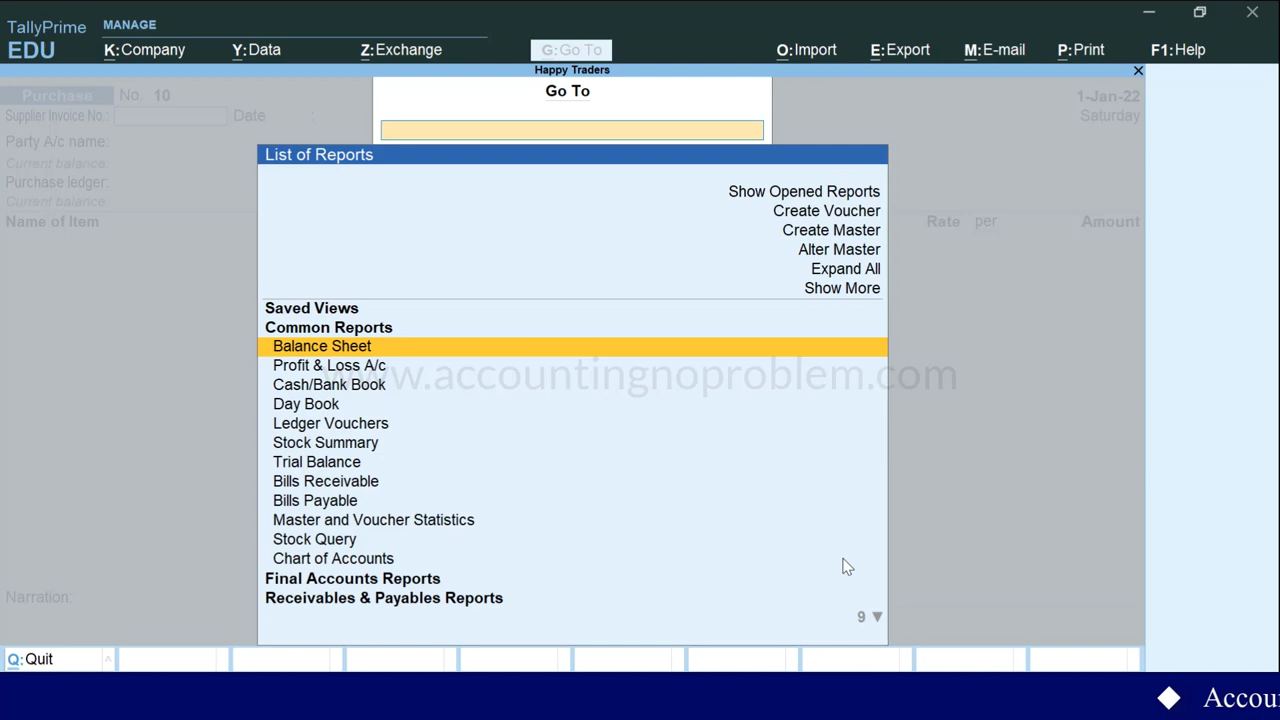 TallyPrime
EDU
MANAGE
K:Company Y:Data Z:Exchange G:Go To O:Import E:Export M:E-mail P:Print F1:Help
Happy Traders
Purchase No. 10 1-Jan-22
Supplier Invoice No.: Date : Saturday
Party A/c name:
Current balance:
Purchase ledger:
Current balance:
Name of Item Rate per Amount
Go To
List of Reports
Show Opened Reports
Create Voucher
Create Master
Alter Master
Expand All
Show More
Saved Views
Common Reports
Balance Sheet
Profit & Loss A/c
www.accountingnoproblem.com
Cash/Bank Book
Day Book
Ledger Vouchers
Stock Summary
Trial Balance
Bills Receivable
Bills Payable
Master and Voucher Statistics
Stock Query
Chart of Accounts
Final Accounts Reports
Receivables & Payables Reports
9
Narration:
Q:Quit